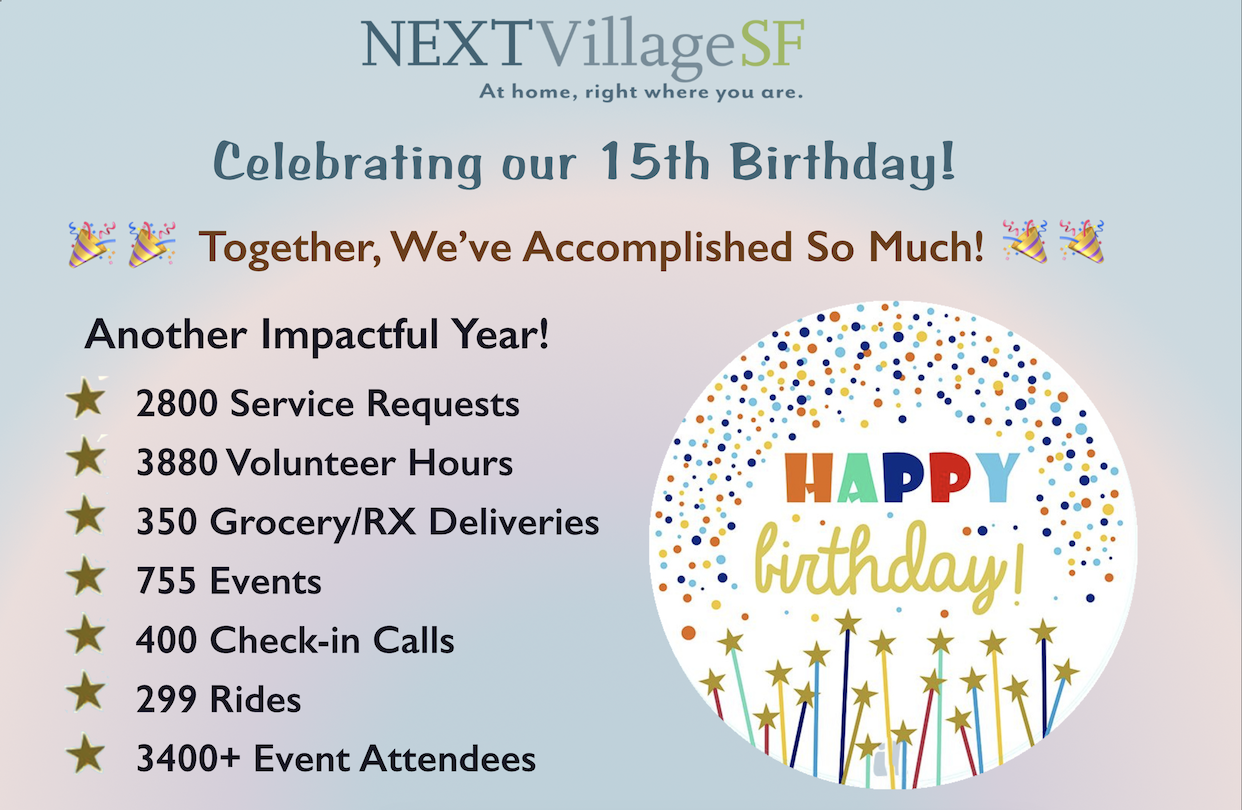 NEXTVillageSF
At home, right where you are.
Celebrating our 15th Birthday!
Together, We’ve Accomplished So Much!
Another Impactful Year!
2800 Service Requests
3880 Volunteer Hours
350 Grocery/RX Deliveries
755 Events
400 Check-in Calls
299 Rides
3400+ Event Attendees
HAPPY
birthday!